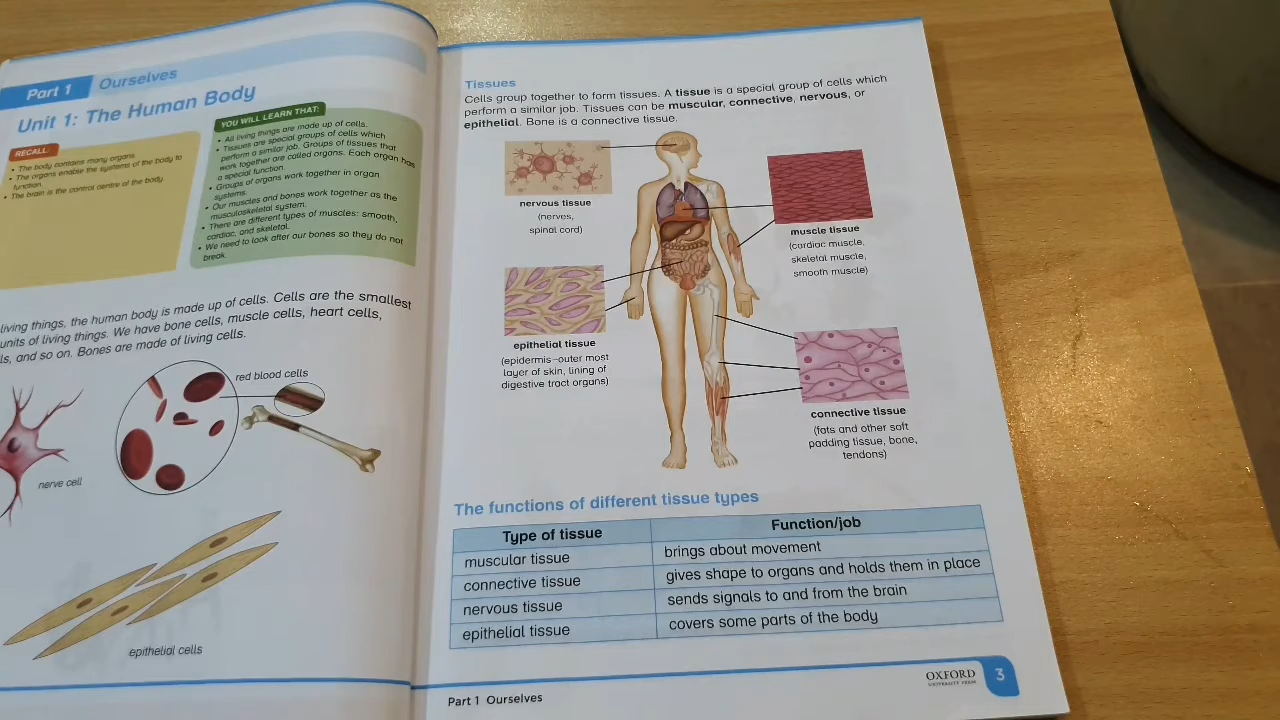 Part 1 Ourselves
Unit 1: The Human Body
RECALL:
• The body contains many organs.
• The organs enable the systems of the body to
function.
• The brain is the control centre of the body.
YOU WILL LEARN THAT:
• All living things are made up of cells.
• Tissues are special groups of cells which
perform a similar job. Groups of tissues that
work together are called organs. Each organ has
a special function.
• Groups of organs work together in organ
systems.
• Our muscles and bones work together as the
musculoskeletal system.
• There are different types of muscles: smooth,
cardiac, and skeletal.
• We need to look after our bones so they do not
break.
living things, the human body is made up of cells. Cells are the smallest
units of living things. We have bone cells, muscle cells, heart cells,
and so on. Bones are made of living cells.
red blood cells
nerve cell
epithelial cells
Tissues
Cells group together to form tissues. A tissue is a special group of cells which
perform a similar job. Tissues can be muscular, connective, nervous, or
epithelial. Bone is a connective tissue.
nervous tissue
(nerves,
spinal cord)
muscle tissue
(cardiac muscle,
skeletal muscle,
smooth muscle)
epithelial tissue
(epidermis–outer most
layer of skin, lining of
digestive tract organs)
connective tissue
(fats and other soft
padding tissue, bone,
tendons)
The functions of different tissue types
Type of tissue Function/job
muscular tissue brings about movement
connective tissue gives shape to organs and holds them in place
nervous tissue sends signals to and from the brain
epithelial tissue covers some parts of the body
Part 1 Ourselves
OXFORD
UNIVERSITY PRESS
3